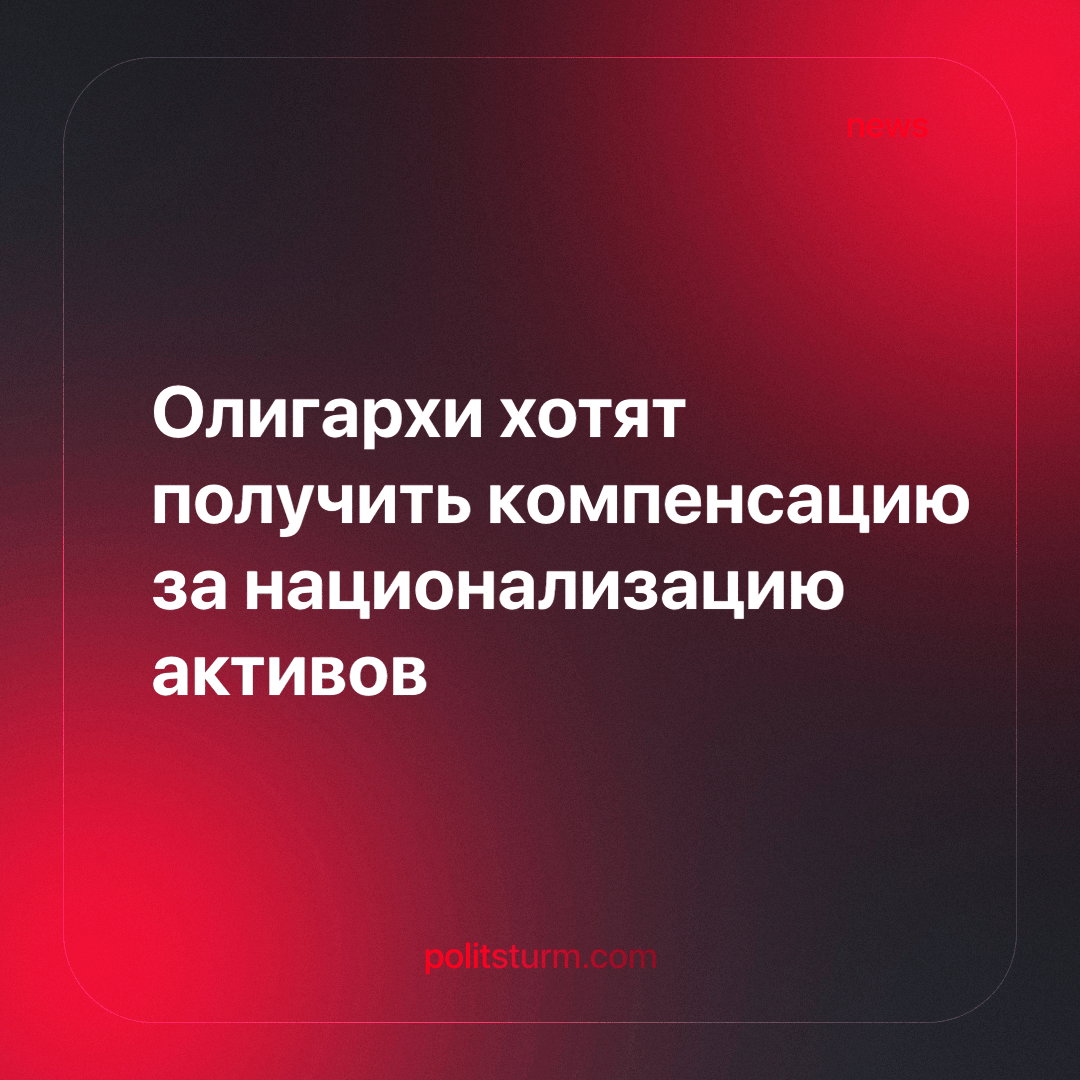 news
Олигархи хотят
получить компенсацию
за национализацию
активов
politsturm.com